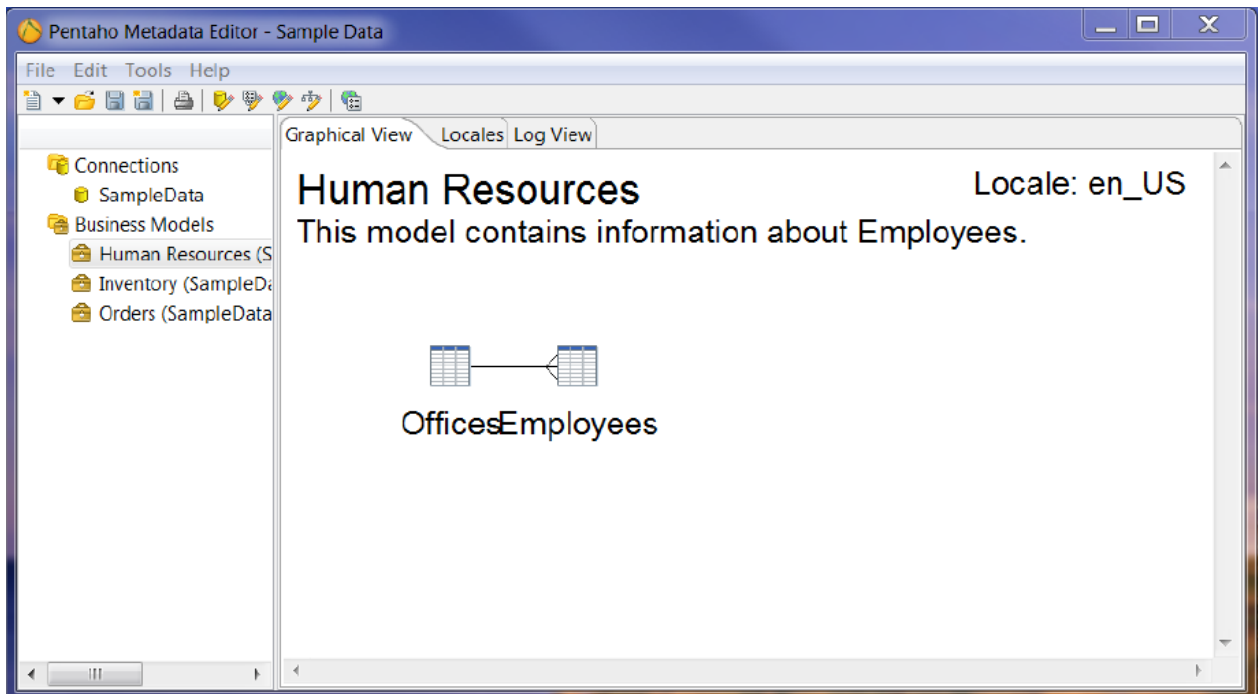 Pentaho Metadata Editor - Sample Data
File Edit Tools Help
Graphical View Locales Log View
Connections
SampleData
Business Models
Human Resources (S
Inventory (SampleDa
Orders (SampleData
Human Resources
Locale: en_US
This model contains information about Employees.
Offices Employees